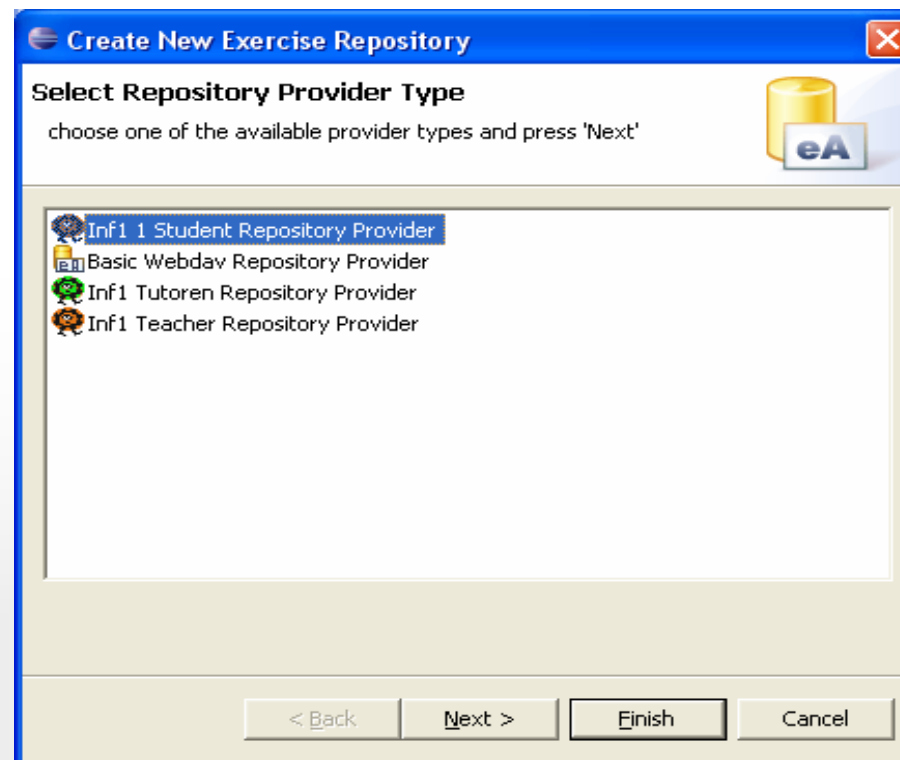 Create New Exercise Repository
Select Repository Provider Type
choose one of the available provider types and press 'Next'
eA
Inf1 1 Student Repository Provider
Basic Webdav Repository Provider
Inf1 Tutoren Repository Provider
Inf1 Teacher Repository Provider
< Back
Next >
Finish
Cancel